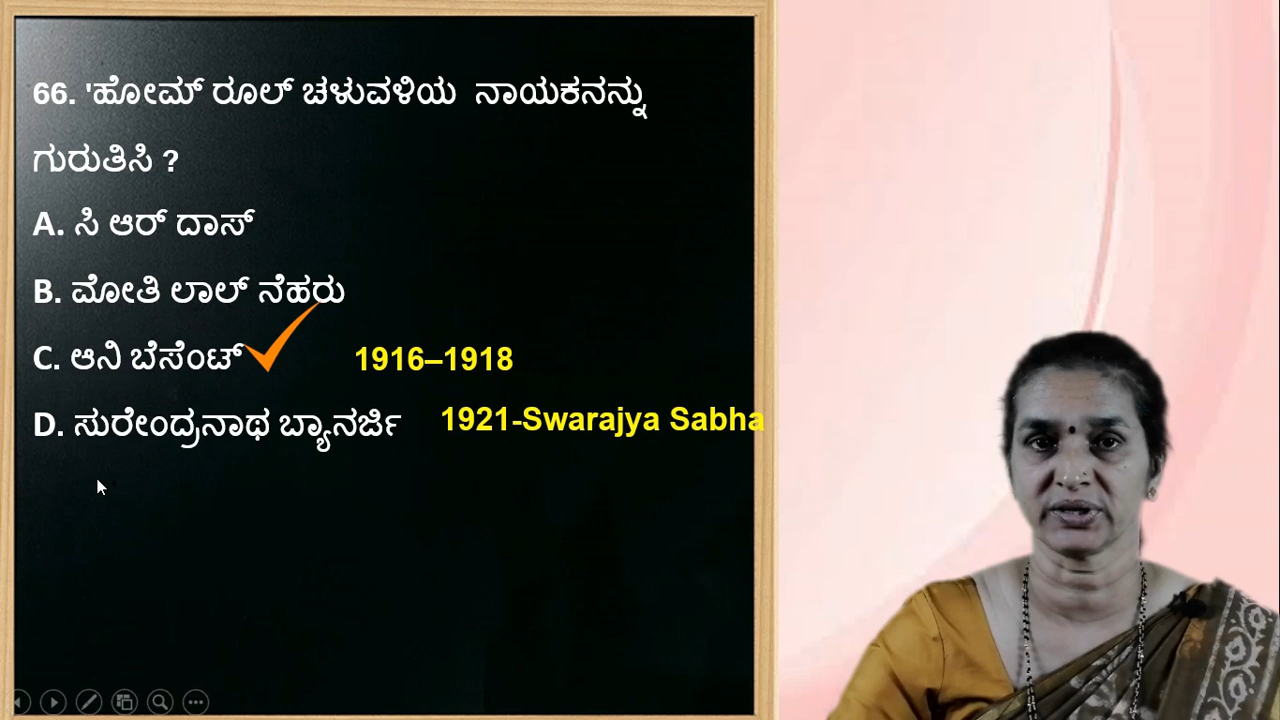 66. 'ಹೋಮ್ ರೂಲ್ ಚಳುವಳಿಯ ನಾಯಕನನ್ನು
ಗುರುತಿಸಿ ?
A. ಸಿ ಆರ್ ದಾಸ್
B. ಮೋತಿ ಲಾಲ್ ನೆಹರು
C. ಆನಿ ಬೆಸೆಂಟ್ 1916–1918
D. ಸುರೇಂದ್ರನಾಥ ಬ್ಯಾನರ್ಜಿ 1921-Swarajya Sabha